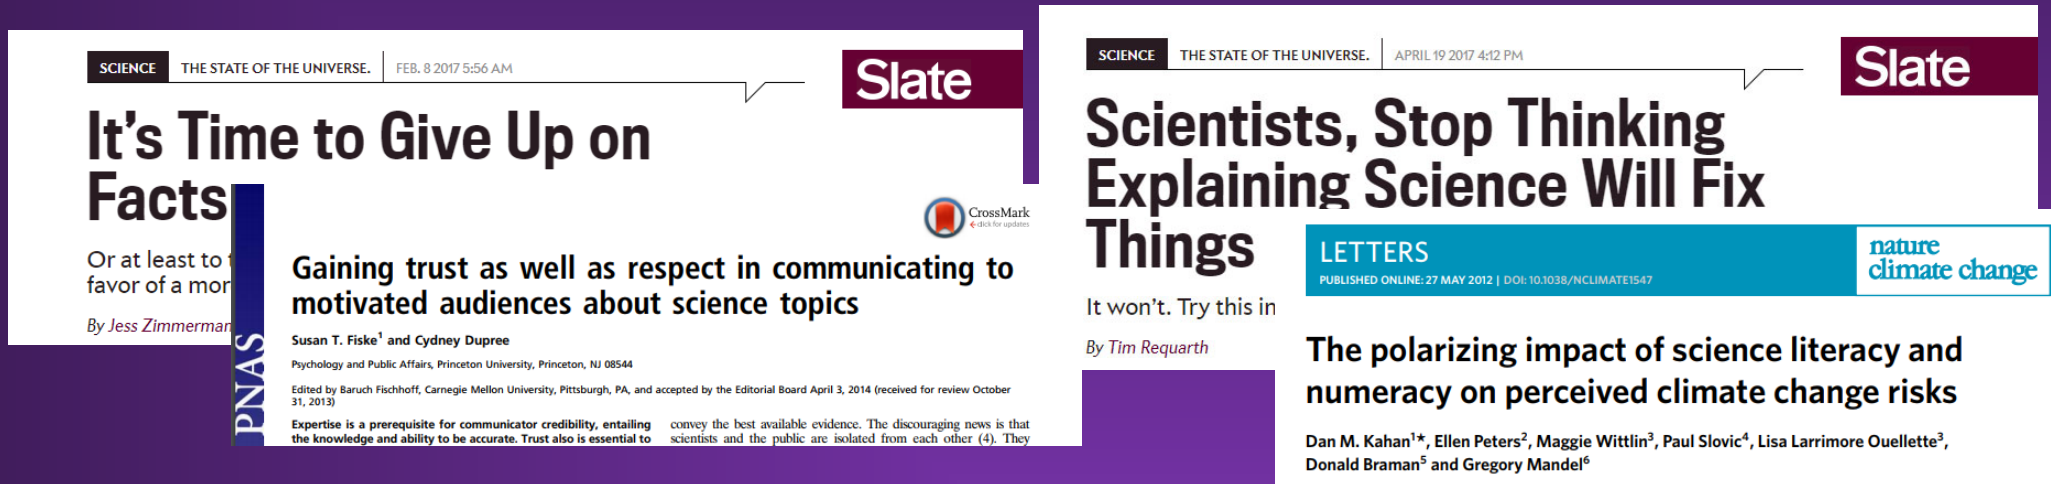 SCIENCE THE STATE OF THE UNIVERSE. FEB. 8 2017 5:56 AM
Slate
It's Time to Give Up on
Facts
Or at least to
favor of a mor
By Jess Zimmerman
PNAS
CrossMark
click for updates
Gaining trust as well as respect in communicating to
motivated audiences about science topics
Susan T. Fiske¹ and Cydney Dupree
Psychology and Public Affairs, Princeton University, Princeton, NJ 08544
Edited by Baruch Fischhoff, Carnegie Mellon University, Pittsburgh, PA, and accepted by the Editorial Board April 3, 2014 (received for review October
31, 2013)
Expertise is a prerequisite for communicator credibility, entailing
the knowledge and ability to be accurate. Trust also is essential to
convey the best available evidence. The discouraging news is that
scientists and the public are isolated from each other (4). They
SCIENCE THE STATE OF THE UNIVERSE. APRIL 19 2017 4:12 PM
Slate
Scientists, Stop Thinking
Explaining Science Will Fix
Things
It won't. Try this in
By Tim Requarth
LETTERS
PUBLISHED ONLINE: 27 MAY 2012 | DOI: 10.1038/NCLIMATE1547
nature
climate change
The polarizing impact of science literacy and
numeracy on perceived climate change risks
Dan M. Kahan¹*, Ellen Peters², Maggie Wittlin³, Paul Slovic⁴, Lisa Larrimore Ouellette³,
Donald Braman⁵ and Gregory Mandel⁶